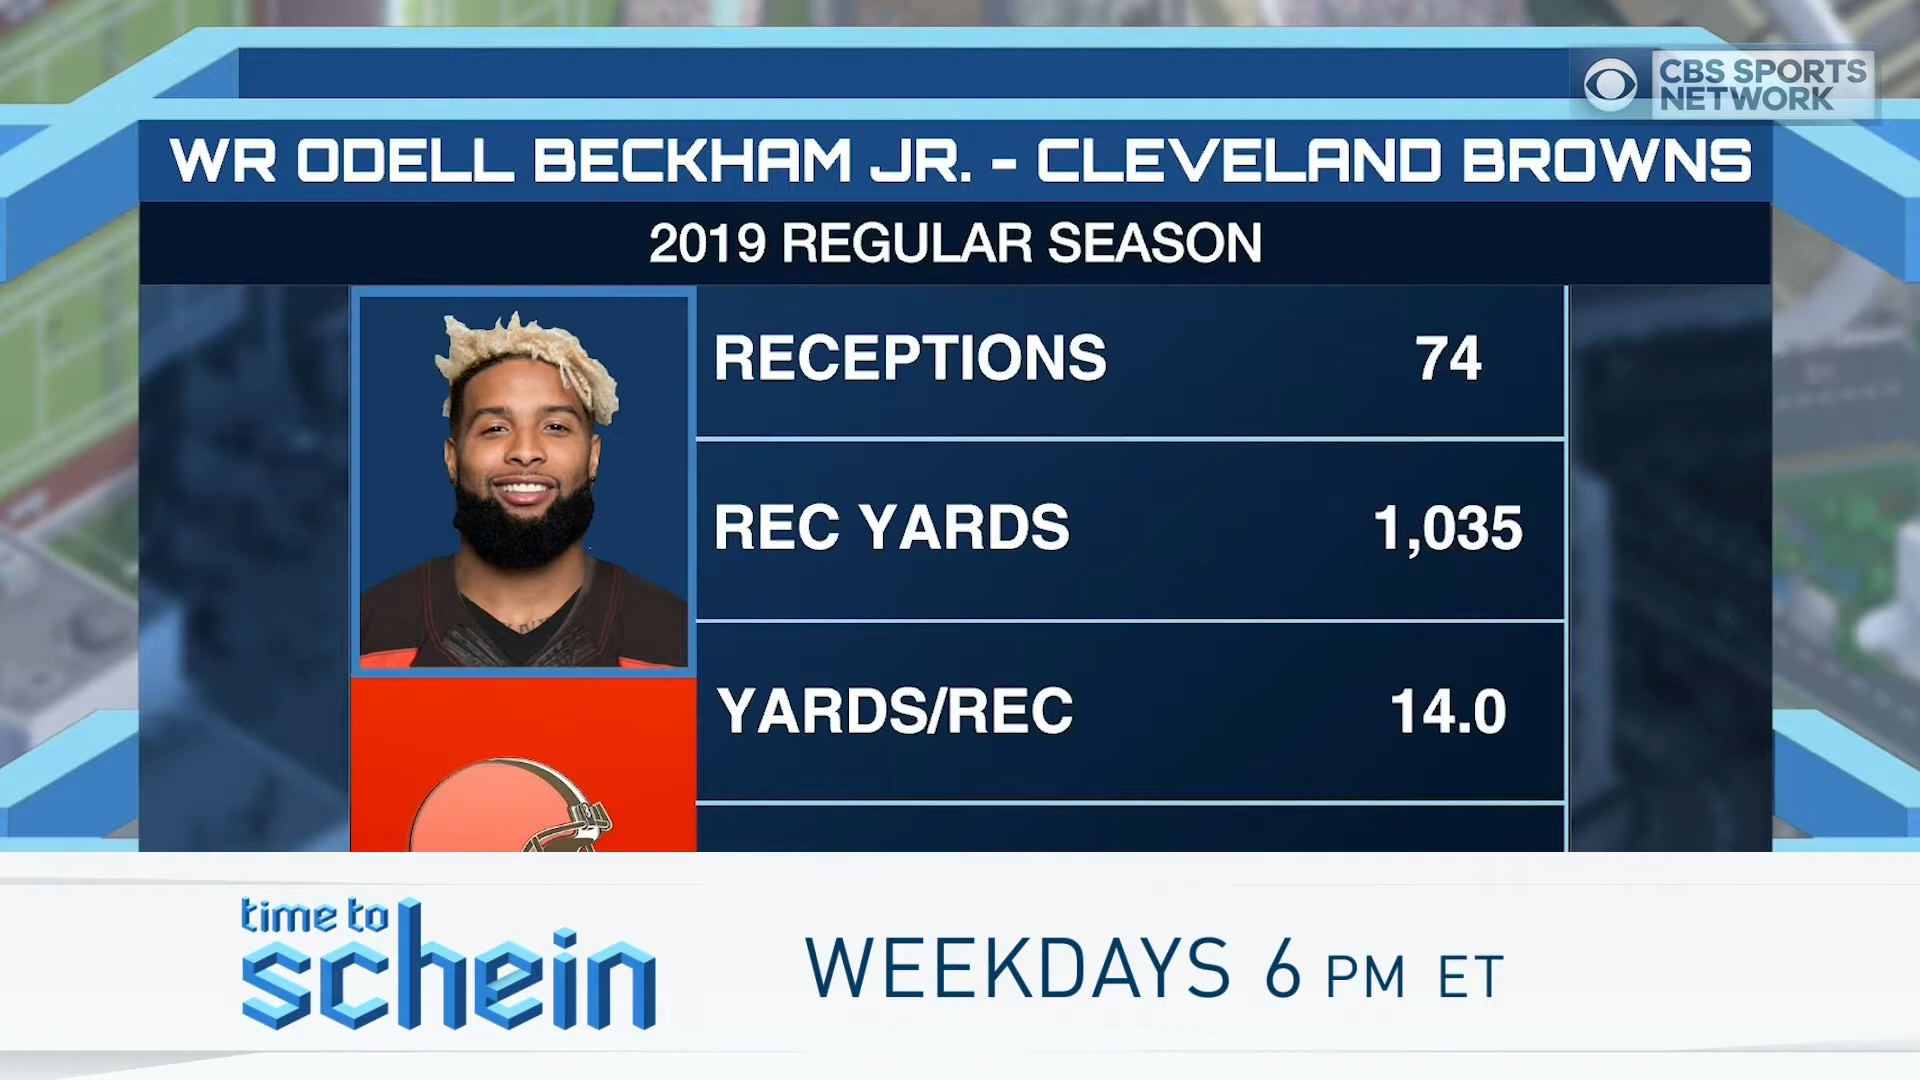 CBS SPORTS
NETWORK
WR ODELL BECKHAM JR. - CLEVELAND BROWNS
2019 REGULAR SEASON
RECEPTIONS 74
REC YARDS 1,035
YARDS/REC 14.0
time to
schein
WEEKDAYS 6 PM ET